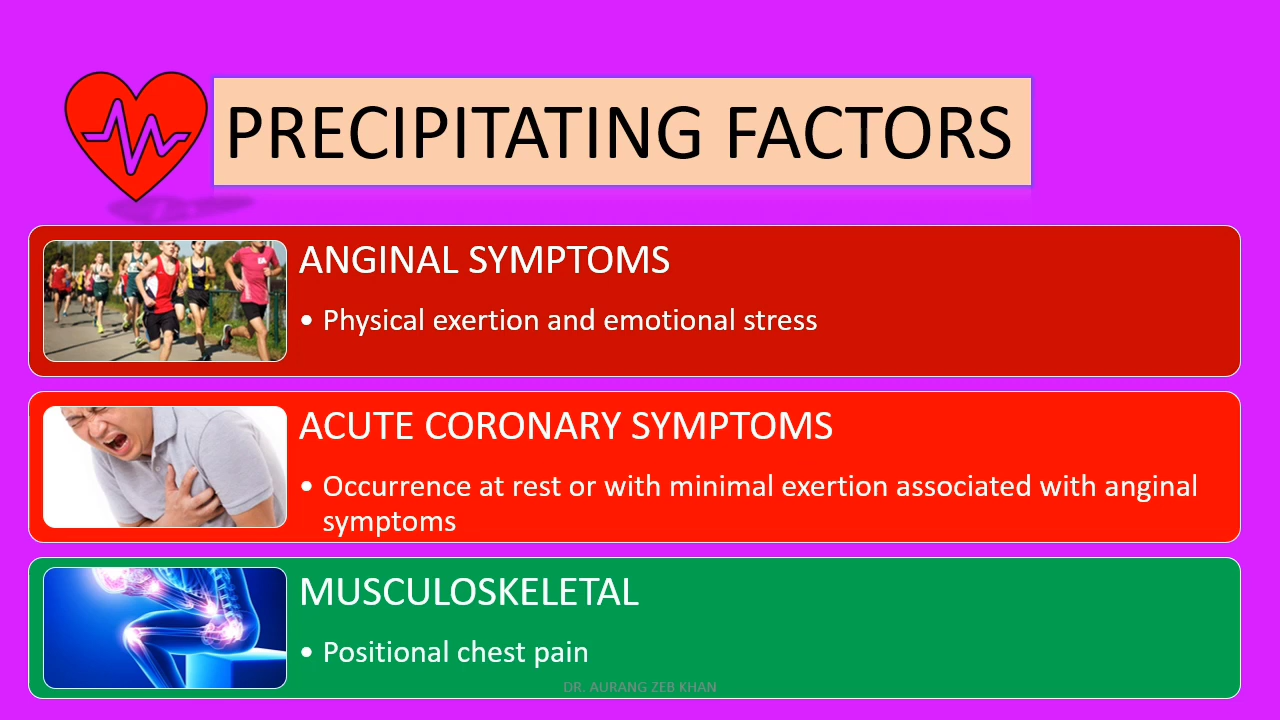 PRECIPITATING FACTORS
ANGINAL SYMPTOMS
• Physical exertion and emotional stress
ACUTE CORONARY SYMPTOMS
• Occurrence at rest or with minimal exertion associated with anginal
symptoms
MUSCULOSKELETAL
• Positional chest pain
DR. AURANG ZEB KHAN